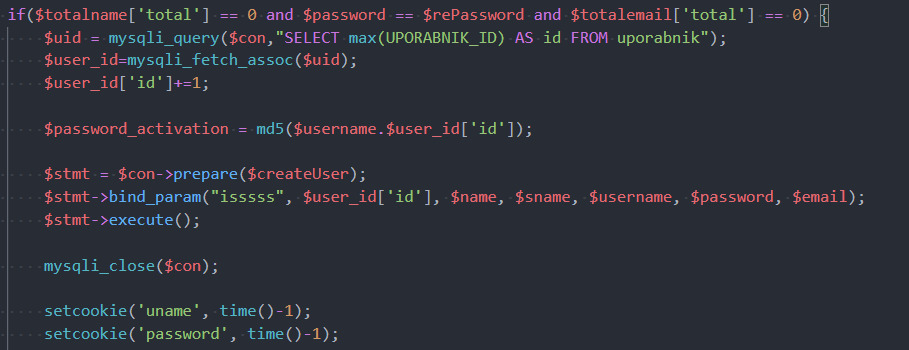 if($totalname['total'] == 0 and $password == $rePassword and $totalemail['total'] == 0) {
$uid = mysqli_query($con,"SELECT max(UPORABNIK_ID) AS id FROM uporabnik");
$user_id=mysqli_fetch_assoc($uid);
$user_id['id']+=1;
$password_activation = md5($username.$user_id['id']);
$stmt = $con->prepare($createUser);
$stmt->bind_param("isssss", $user_id['id'], $name, $sname, $username, $password, $email);
$stmt->execute();
mysqli_close($con);
setcookie('uname', time()-1);
setcookie('password', time()-1);